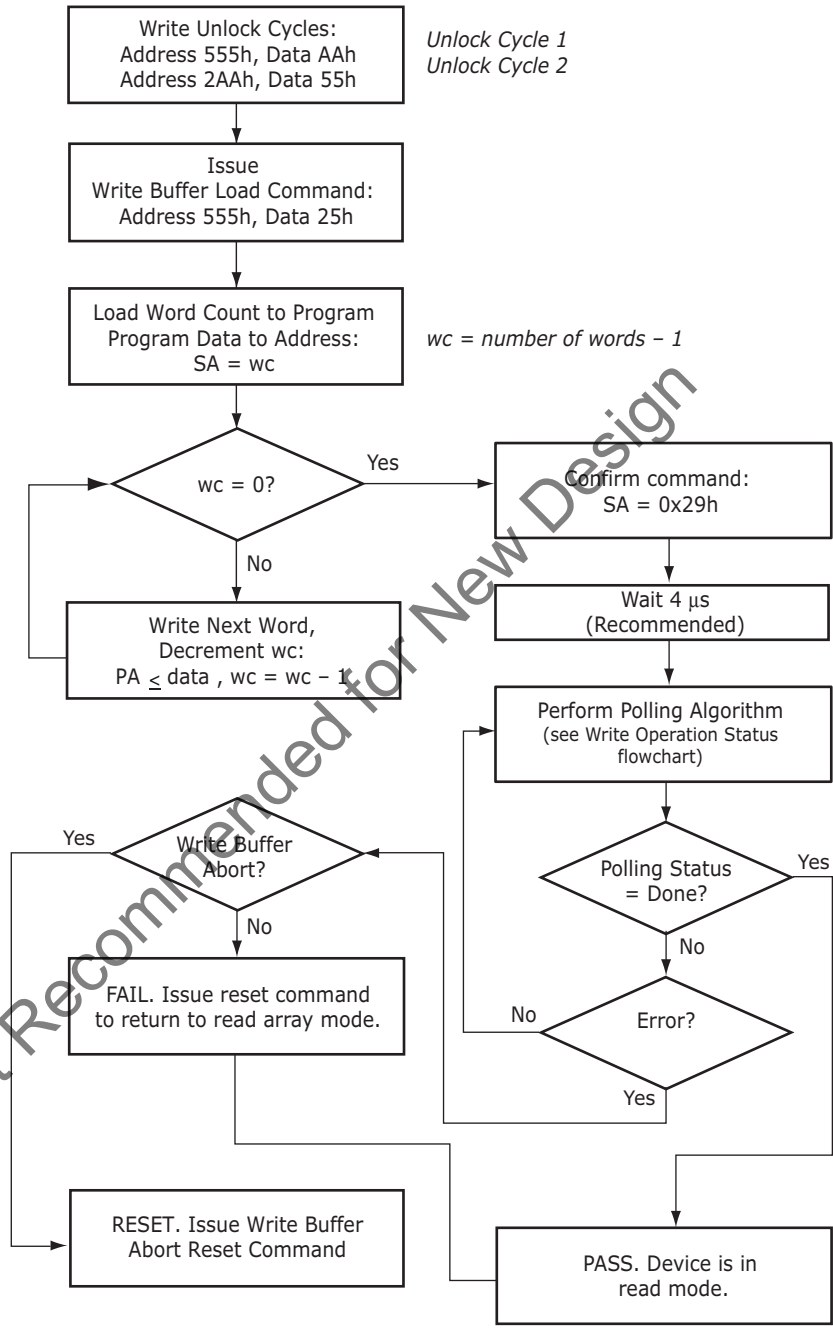 Write Unlock Cycles:
Address 555h, Data AAh
Address 2AAh, Data 55h
Unlock Cycle 1
Unlock Cycle 2
Issue
Write Buffer Load Command:
Address 555h, Data 25h
Load Word Count to Program
Program Data to Address:
SA = wc
wc = number of words – 1
wc = 0?
Yes
Confirm command:
SA = 0x29h
No
Wait 4 μs
(Recommended)
Write Next Word,
Decrement wc:
PA ≤ data , wc = wc – 1
Perform Polling Algorithm
(see Write Operation Status
flowchart)
Yes
Write Buffer
Abort?
Polling Status
= Done?
Yes
No
No
FAIL. Issue reset command
to return to read array mode.
No
Error?
Yes
RESET. Issue Write Buffer
Abort Reset Command
PASS. Device is in
read mode.
Recommended for New Design